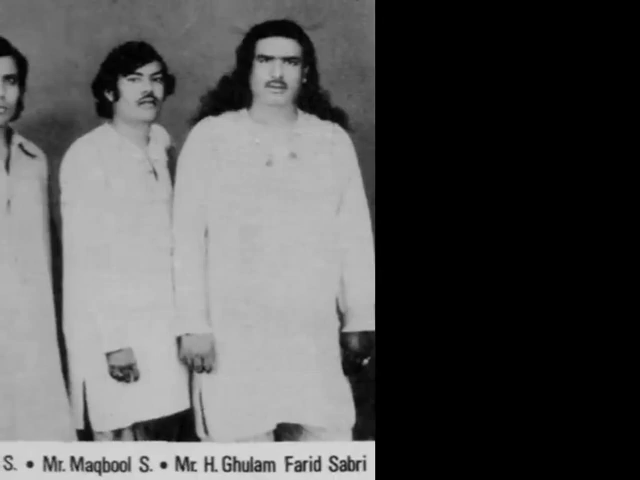 S. • Mr. Maqbool S. • Mr. H. Ghulam Farid Sabri